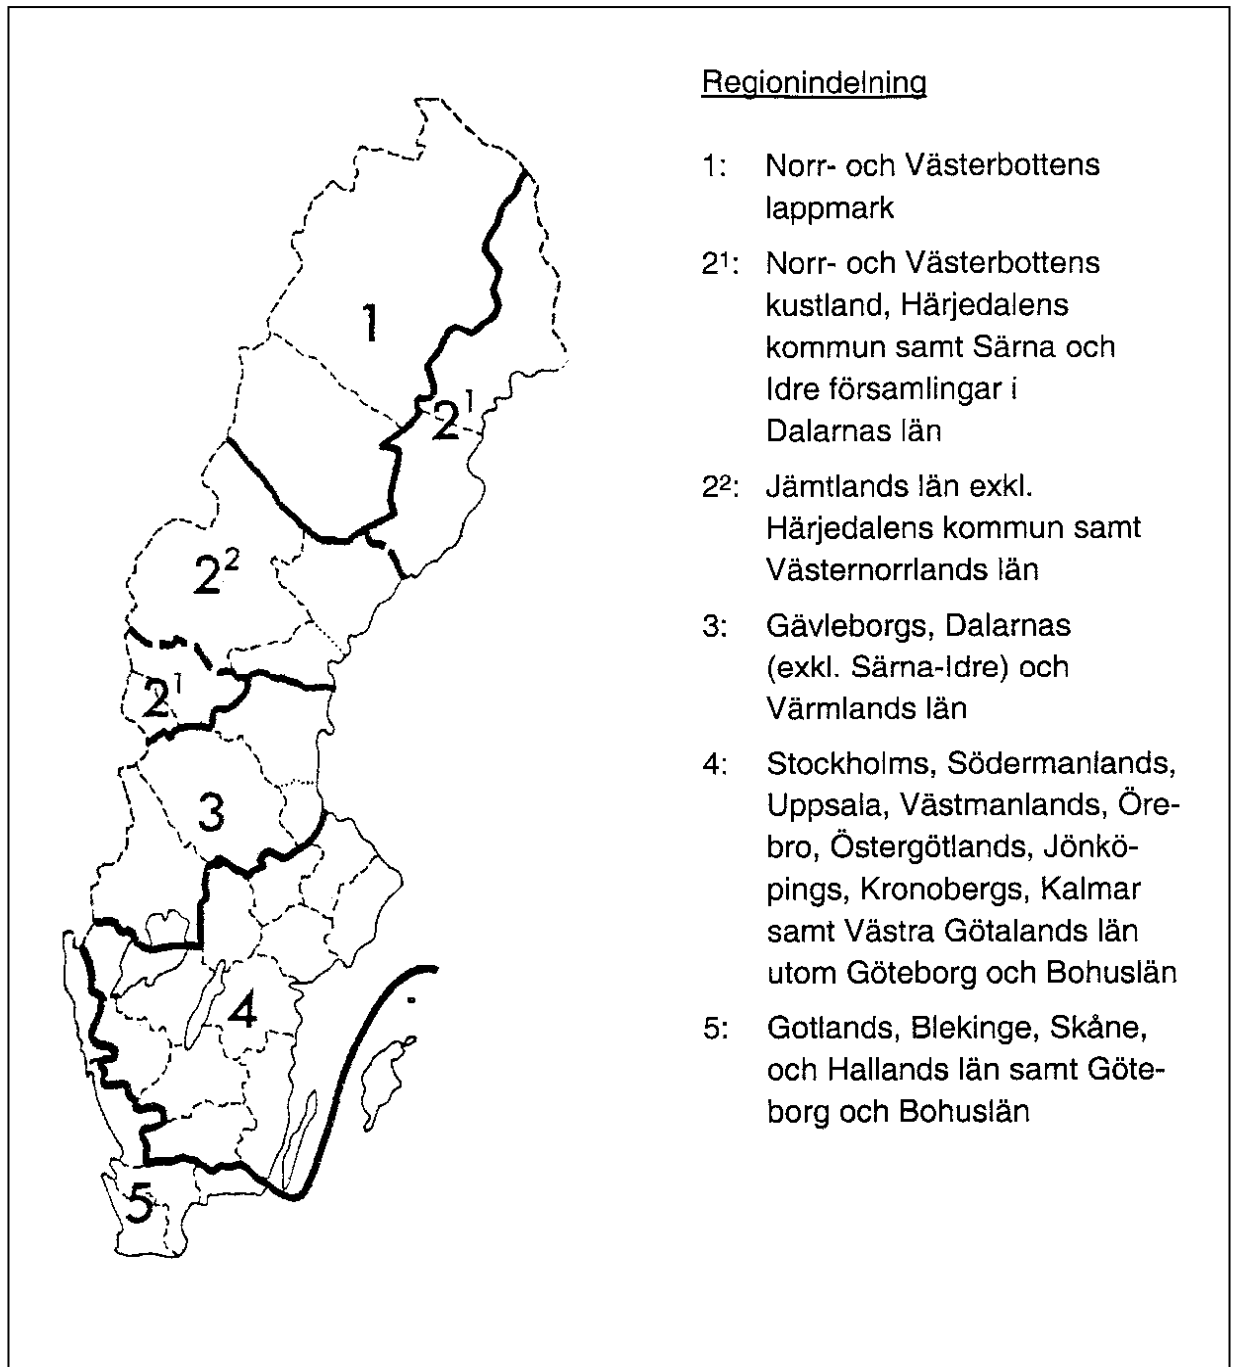 Regionindelning
1: Norr- och Västerbottens
lappmark
2¹: Norr- och Västerbottens
kustland, Härjedalens
kommun samt Särna och
Idre församlingar i
Dalarnas län
2²: Jämtlands län exkl.
Härjedalens kommun samt
Västernorrlands län
3: Gävleborgs, Dalarnas
(exkl. Särna-Idre) och
Värmlands län
4: Stockholms, Södermanlands,
Uppsala, Västmanlands, Öre-
bro, Östergötlands, Jönkö-
pings, Kronobergs, Kalmar
samt Västra Götalands län
utom Göteborg och Bohuslän
5: Gotlands, Blekinge, Skåne,
och Hallands län samt Göte-
borg och Bohuslän
1
2¹
2²
2¹
3
4
5